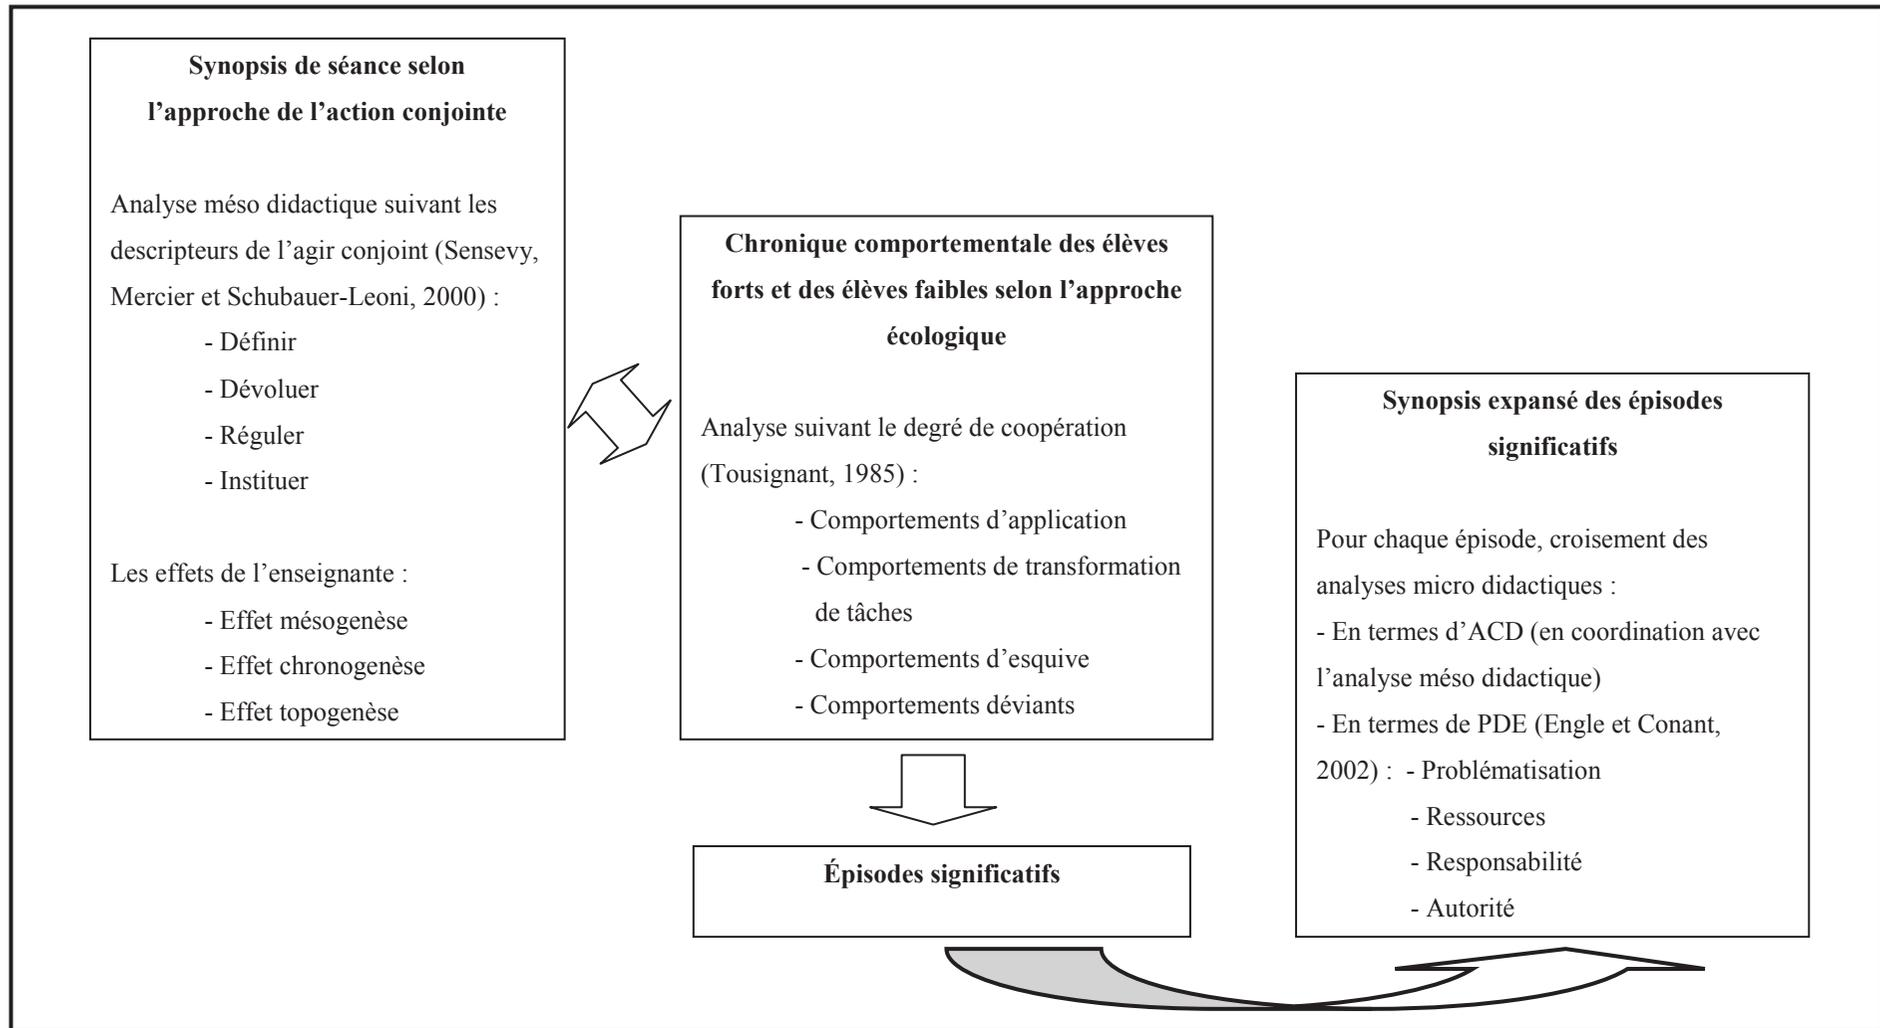 Synopsis de séance selon
l’approche de l’action conjointe
Analyse méso didactique suivant les
descripteurs de l’agir conjoint (Sensevy,
Mercier et Schubauer-Leoni, 2000) :
- Définir
- Dévoluer
- Réguler
- Instituer
Les effets de l’enseignante :
- Effet mésogenèse
- Effet chronogenèse
- Effet topogenèse
Chronique comportementale des élèves
forts et des élèves faibles selon l’approche
écologique
Analyse suivant le degré de coopération
(Tousignant, 1985) :
- Comportements d’application
- Comportements de transformation
de tâches
- Comportements d’esquive
- Comportements déviants
Épisodes significatifs
Synopsis expansé des épisodes
significatifs
Pour chaque épisode, croisement des
analyses micro didactiques :
- En termes d’ACD (en coordination avec
l’analyse méso didactique)
- En termes de PDE (Engle et Conant,
2002) : - Problématisation
- Ressources
- Responsabilité
- Autorité